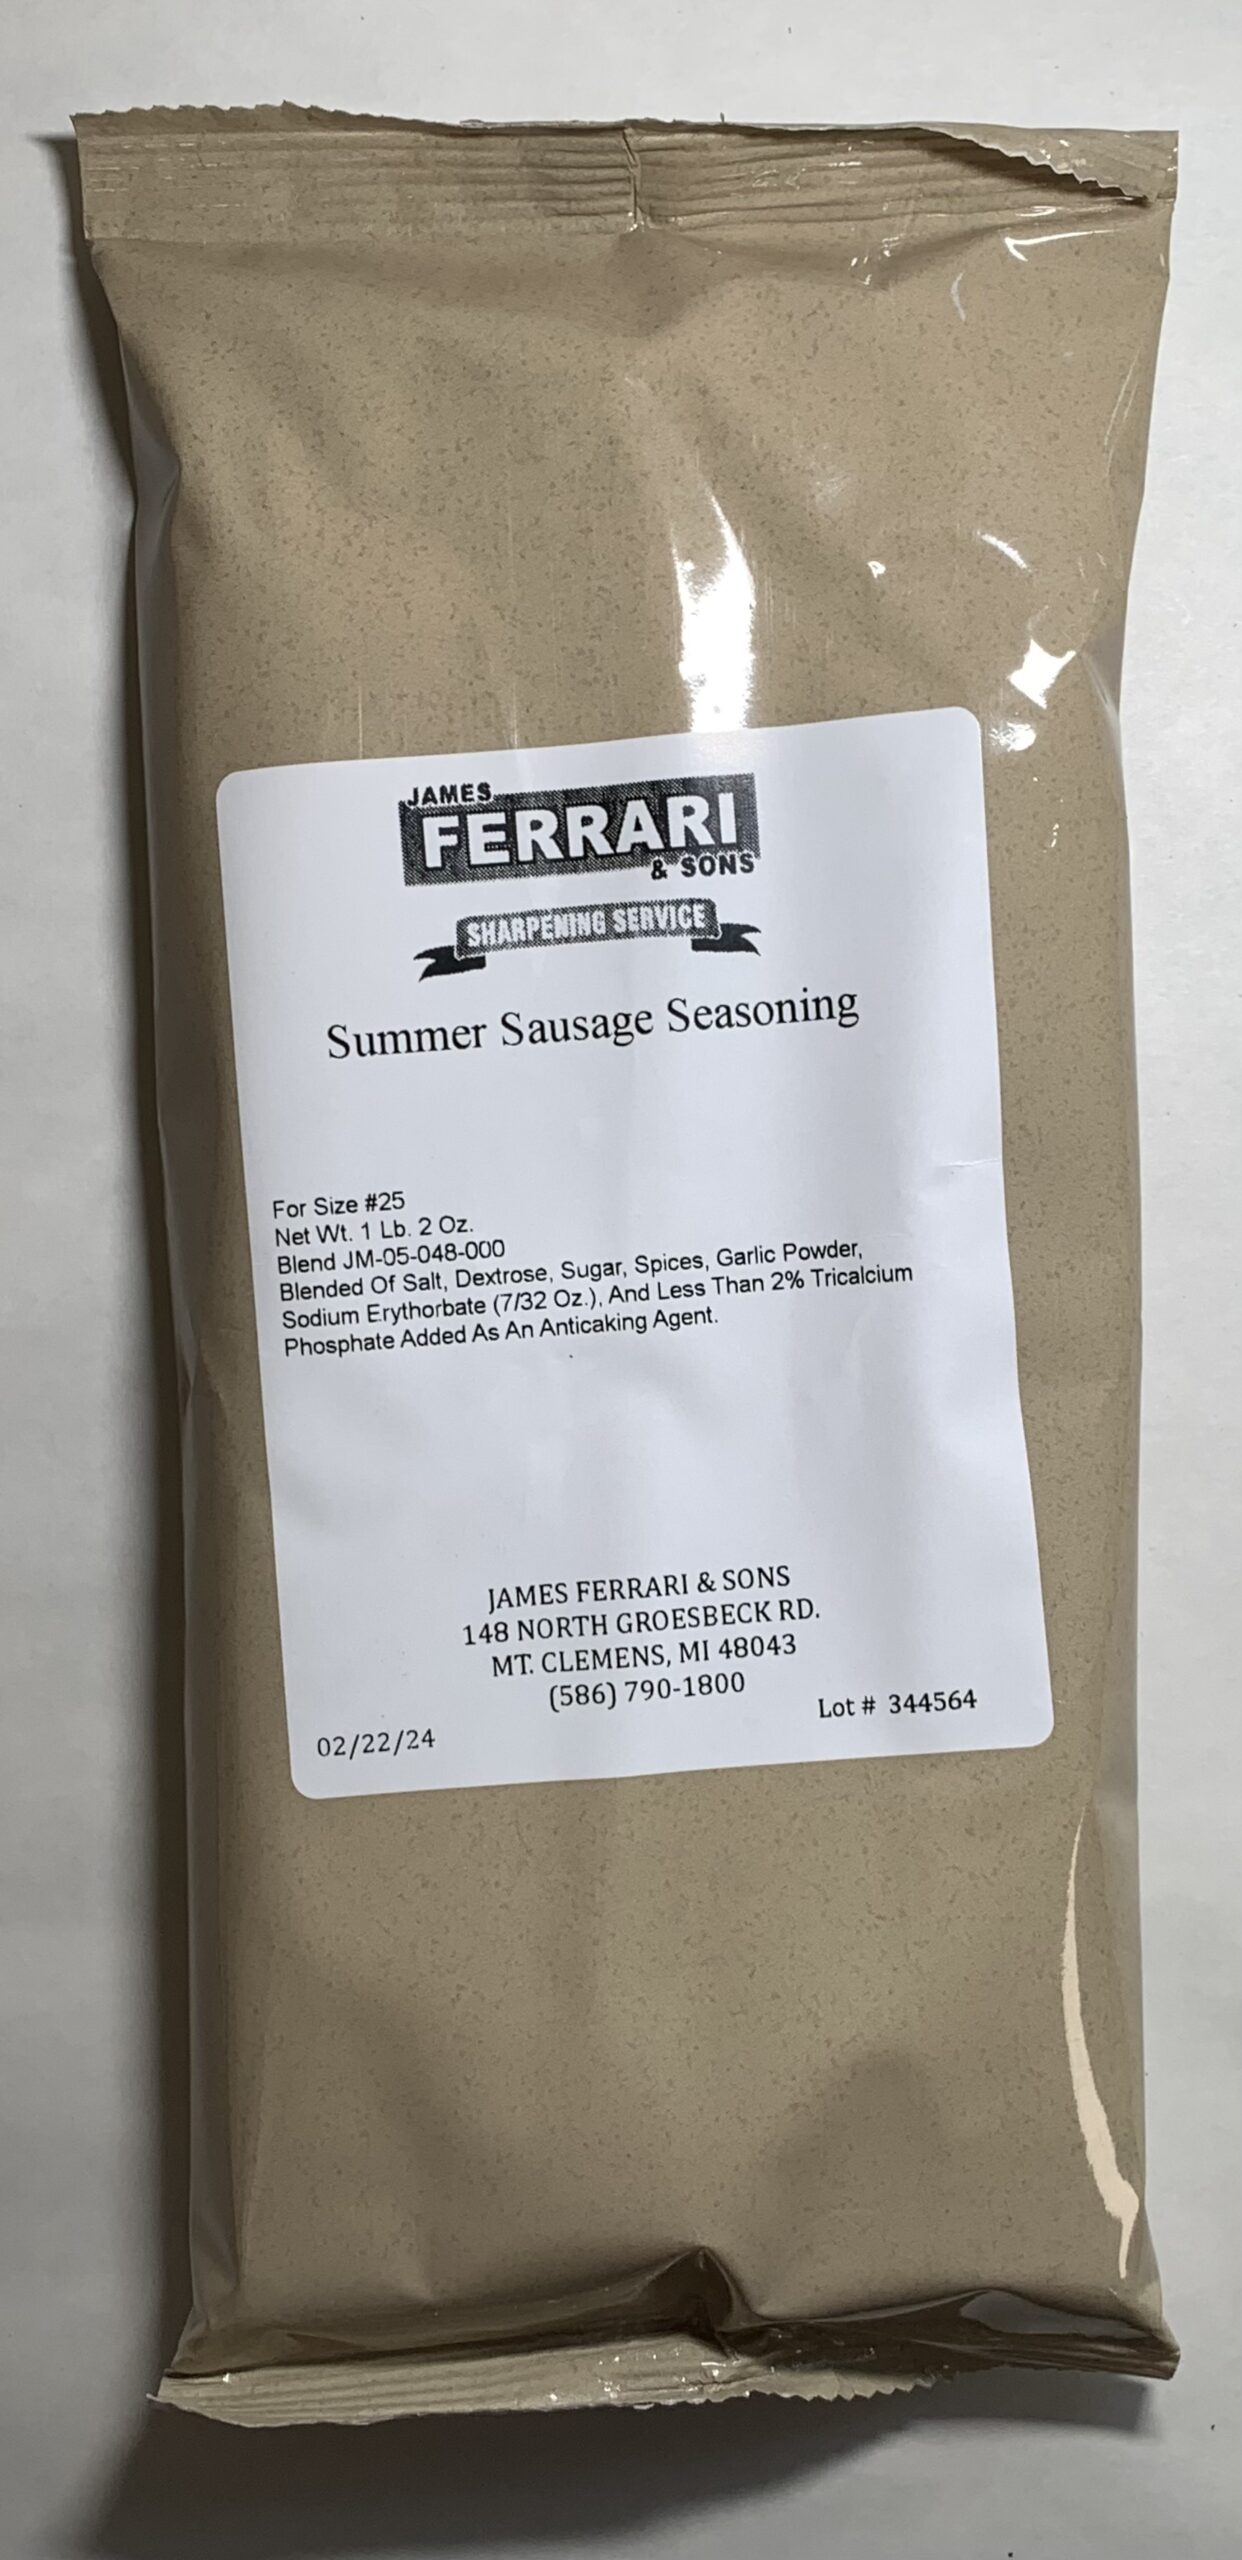 JAMES
FERRARI
& SONS
SHARPENING SERVICE
Summer Sausage Seasoning
For Size #25
Net Wt. 1 Lb. 2 Oz.
Blend JM-05-048-000
Blended Of Salt, Dextrose, Sugar, Spices, Garlic Powder,
Sodium Erythorbate (7/32 Oz.), And Less Than 2% Tricalcium
Phosphate Added As An Anticaking Agent.
JAMES FERRARI & SONS
148 NORTH GROESBECK RD.
MT. CLEMENS, MI 48043
(586) 790-1800
Lot # 344564
02/22/24